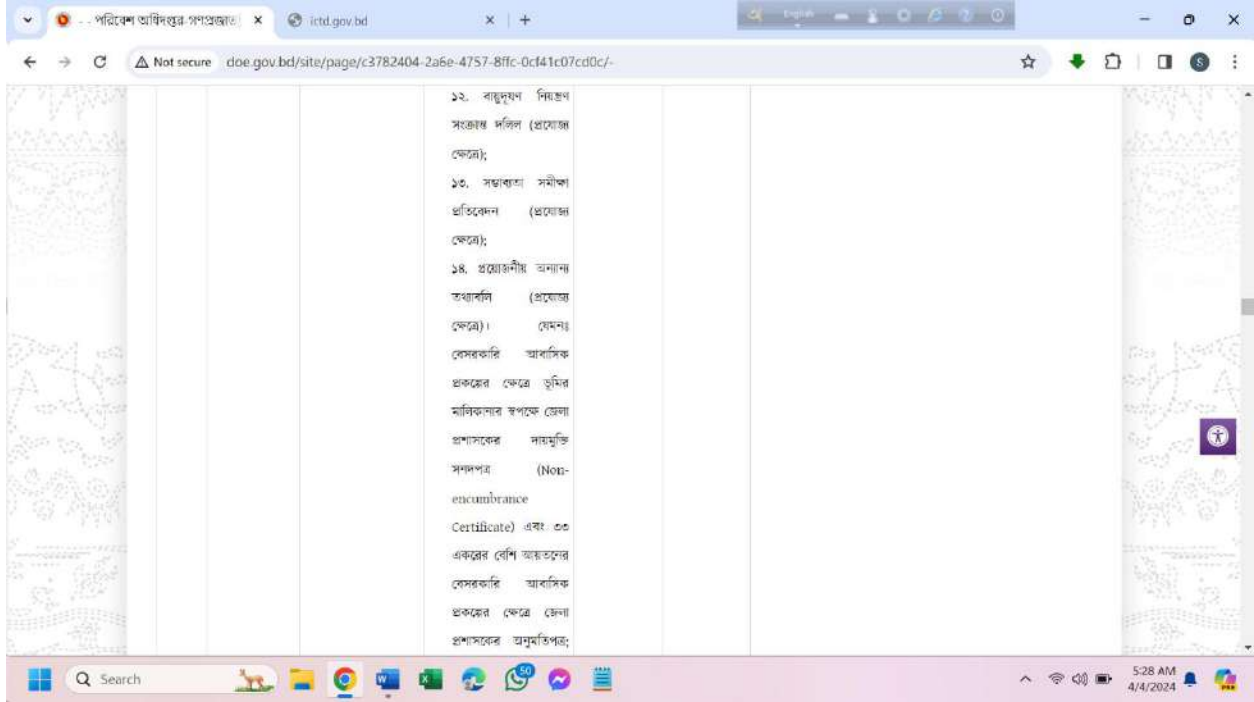 . . পরিবেশ অধিদপ্তর-গণপ্রজাত
ictd.gov.bd
English
Not secure
doe.gov.bd/site/page/c3782404-2a6e-4757-8ffc-0cf41c07cd0c/-
S
১২. বায়ুদূষণ নিয়ন্ত্রণ
সংক্রান্ত দলিল (প্রযোজ্য
ক্ষেত্রে);
১৩. সম্ভাব্যতা সমীক্ষা
প্রতিবেদন (প্রযোজ্য
ক্ষেত্রে);
১৪. প্রয়োজনীয় অন্যান্য
তথ্যাবলি (প্রযোজ্য
ক্ষেত্রে)। যেমনঃ
বেসরকারি আবাসিক
প্রকল্পের ক্ষেত্রে ভূমির
মালিকানার স্বপক্ষে জেলা
প্রশাসকের দায়মুক্তি
সনদপত্র (Non-
encumbrance
Certificate) এবং ৩৩
একরের বেশি আয়তনের
বেসরকারি আবাসিক
প্রকল্পের ক্ষেত্রে জেলা
প্রশাসকের অনুমতিপত্র;
Search
50
5:28 AM
4/4/2024
PRE